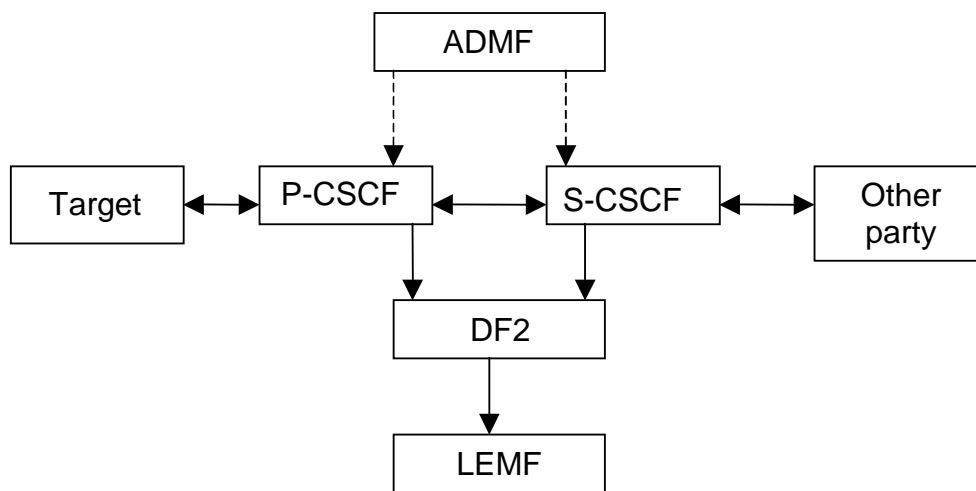 ADMF
Target
P-CSCF
S-CSCF
Other
party
DF2
LEMF